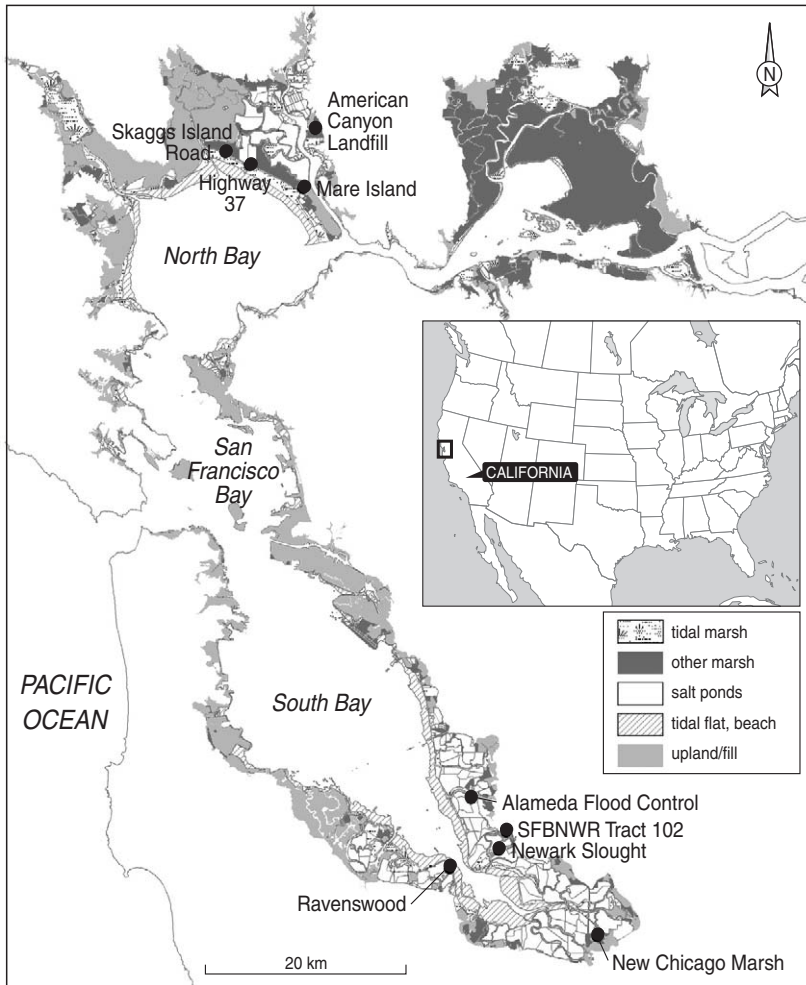 N
American
Canyon
Landfill
Skaggs Island
Road
Highway
37
Mare Island
North Bay
San
Francisco
Bay
CALIFORNIA
tidal marsh
other marsh
salt ponds
tidal flat, beach
upland/fill
PACIFIC
OCEAN
South Bay
Alameda Flood Control
SFBNWR Tract 102
Newark Slought
Ravenswood
New Chicago Marsh
20 km